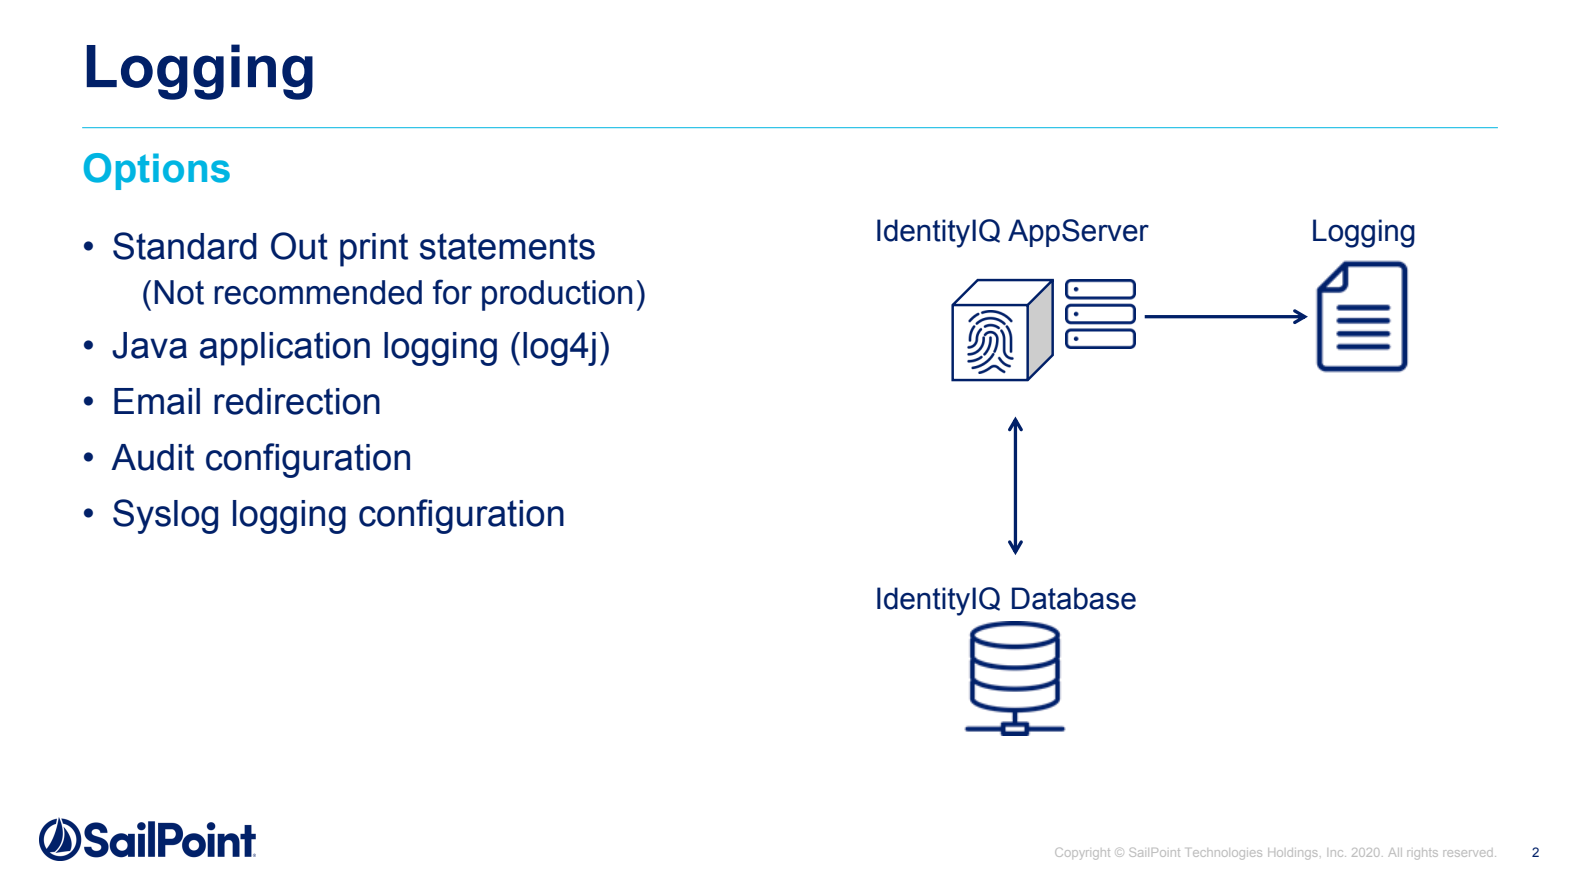 Logging
Options
• Standard Out print statements
(Not recommended for production)
• Java application logging (log4j)
• Email redirection
• Audit configuration
• Syslog logging configuration
IdentityIQ AppServer
Logging
IdentityIQ Database
SailPoint
Copyright © SailPoint Technologies Holdings, Inc. 2020. All rights reserved.
2